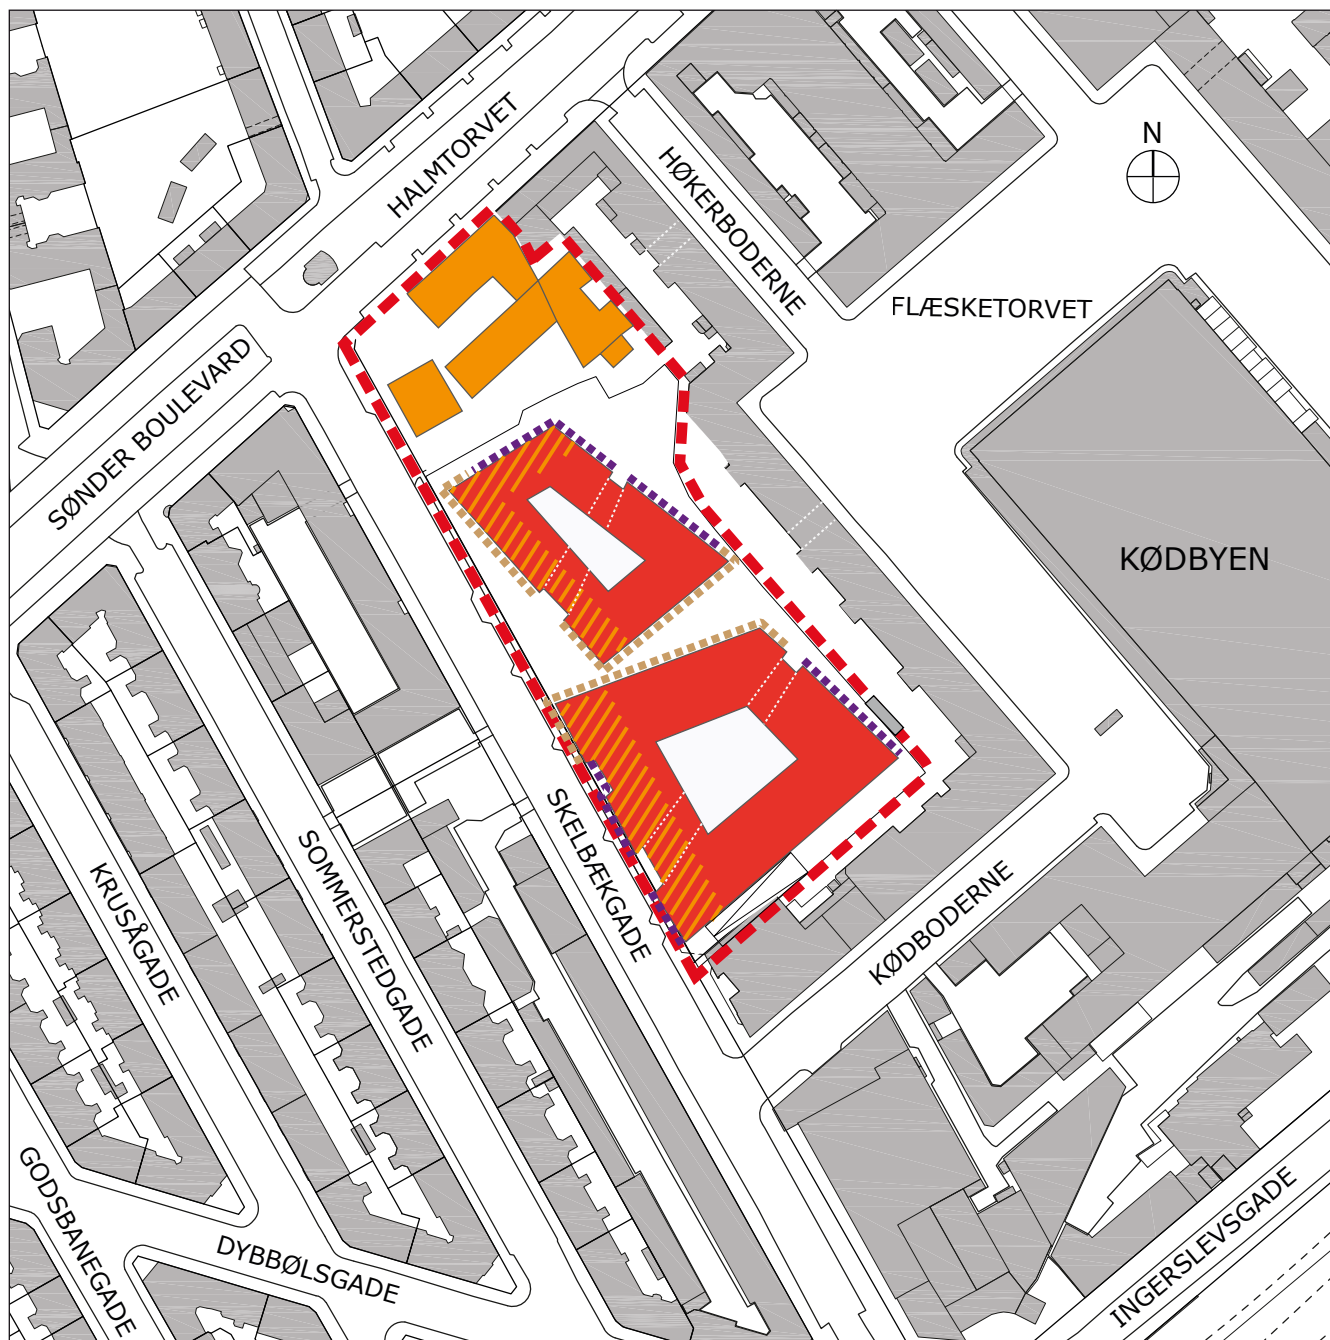 HALMTORVET
N
HØKERBODERNE
FLÆSKETORVET
SØNDER BOULEVARD
KØDBYEN
SKELBÆKGADE
SOMMERSTEDGADE
KRUSÅGADE
KØDBODERNE
GODSBANEGADE
DYBBØLSGADE
INGERSLEVSGADE